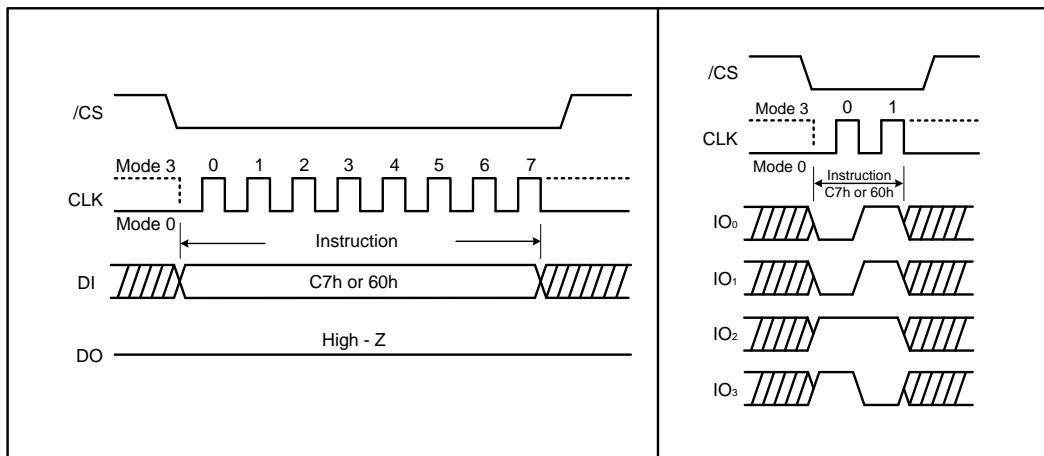 /CS
Mode 3 0 1 2 3 4 5 6 7
CLK
Mode 0
Instruction
DI
C7h or 60h
High - Z
DO
/CS
Mode 3 0 1
CLK
Mode 0
Instruction
C7h or 60h
IO0
IO1
IO2
IO3